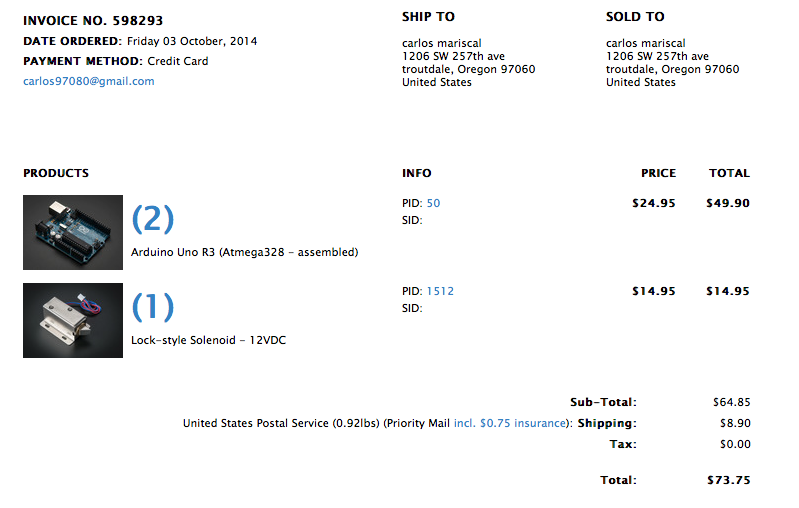 INVOICE NO. 598293
DATE ORDERED: Friday 03 October, 2014
PAYMENT METHOD: Credit Card
carlos97080@gmail.com
SHIP TO
carlos mariscal
1206 SW 257th ave
troutdale, Oregon 97060
United States
SOLD TO
carlos mariscal
1206 SW 257th ave
troutdale, Oregon 97060
United States
PRODUCTS INFO PRICE TOTAL
(2)
Arduino Uno R3 (Atmega328 - assembled)
PID: 50
SID:
$24.95 $49.90
(1)
Lock-style Solenoid - 12VDC
PID: 1512
SID:
$14.95 $14.95
Sub-Total: $64.85
United States Postal Service (0.92lbs) (Priority Mail incl. $0.75 insurance): Shipping: $8.90
Tax: $0.00
Total: $73.75